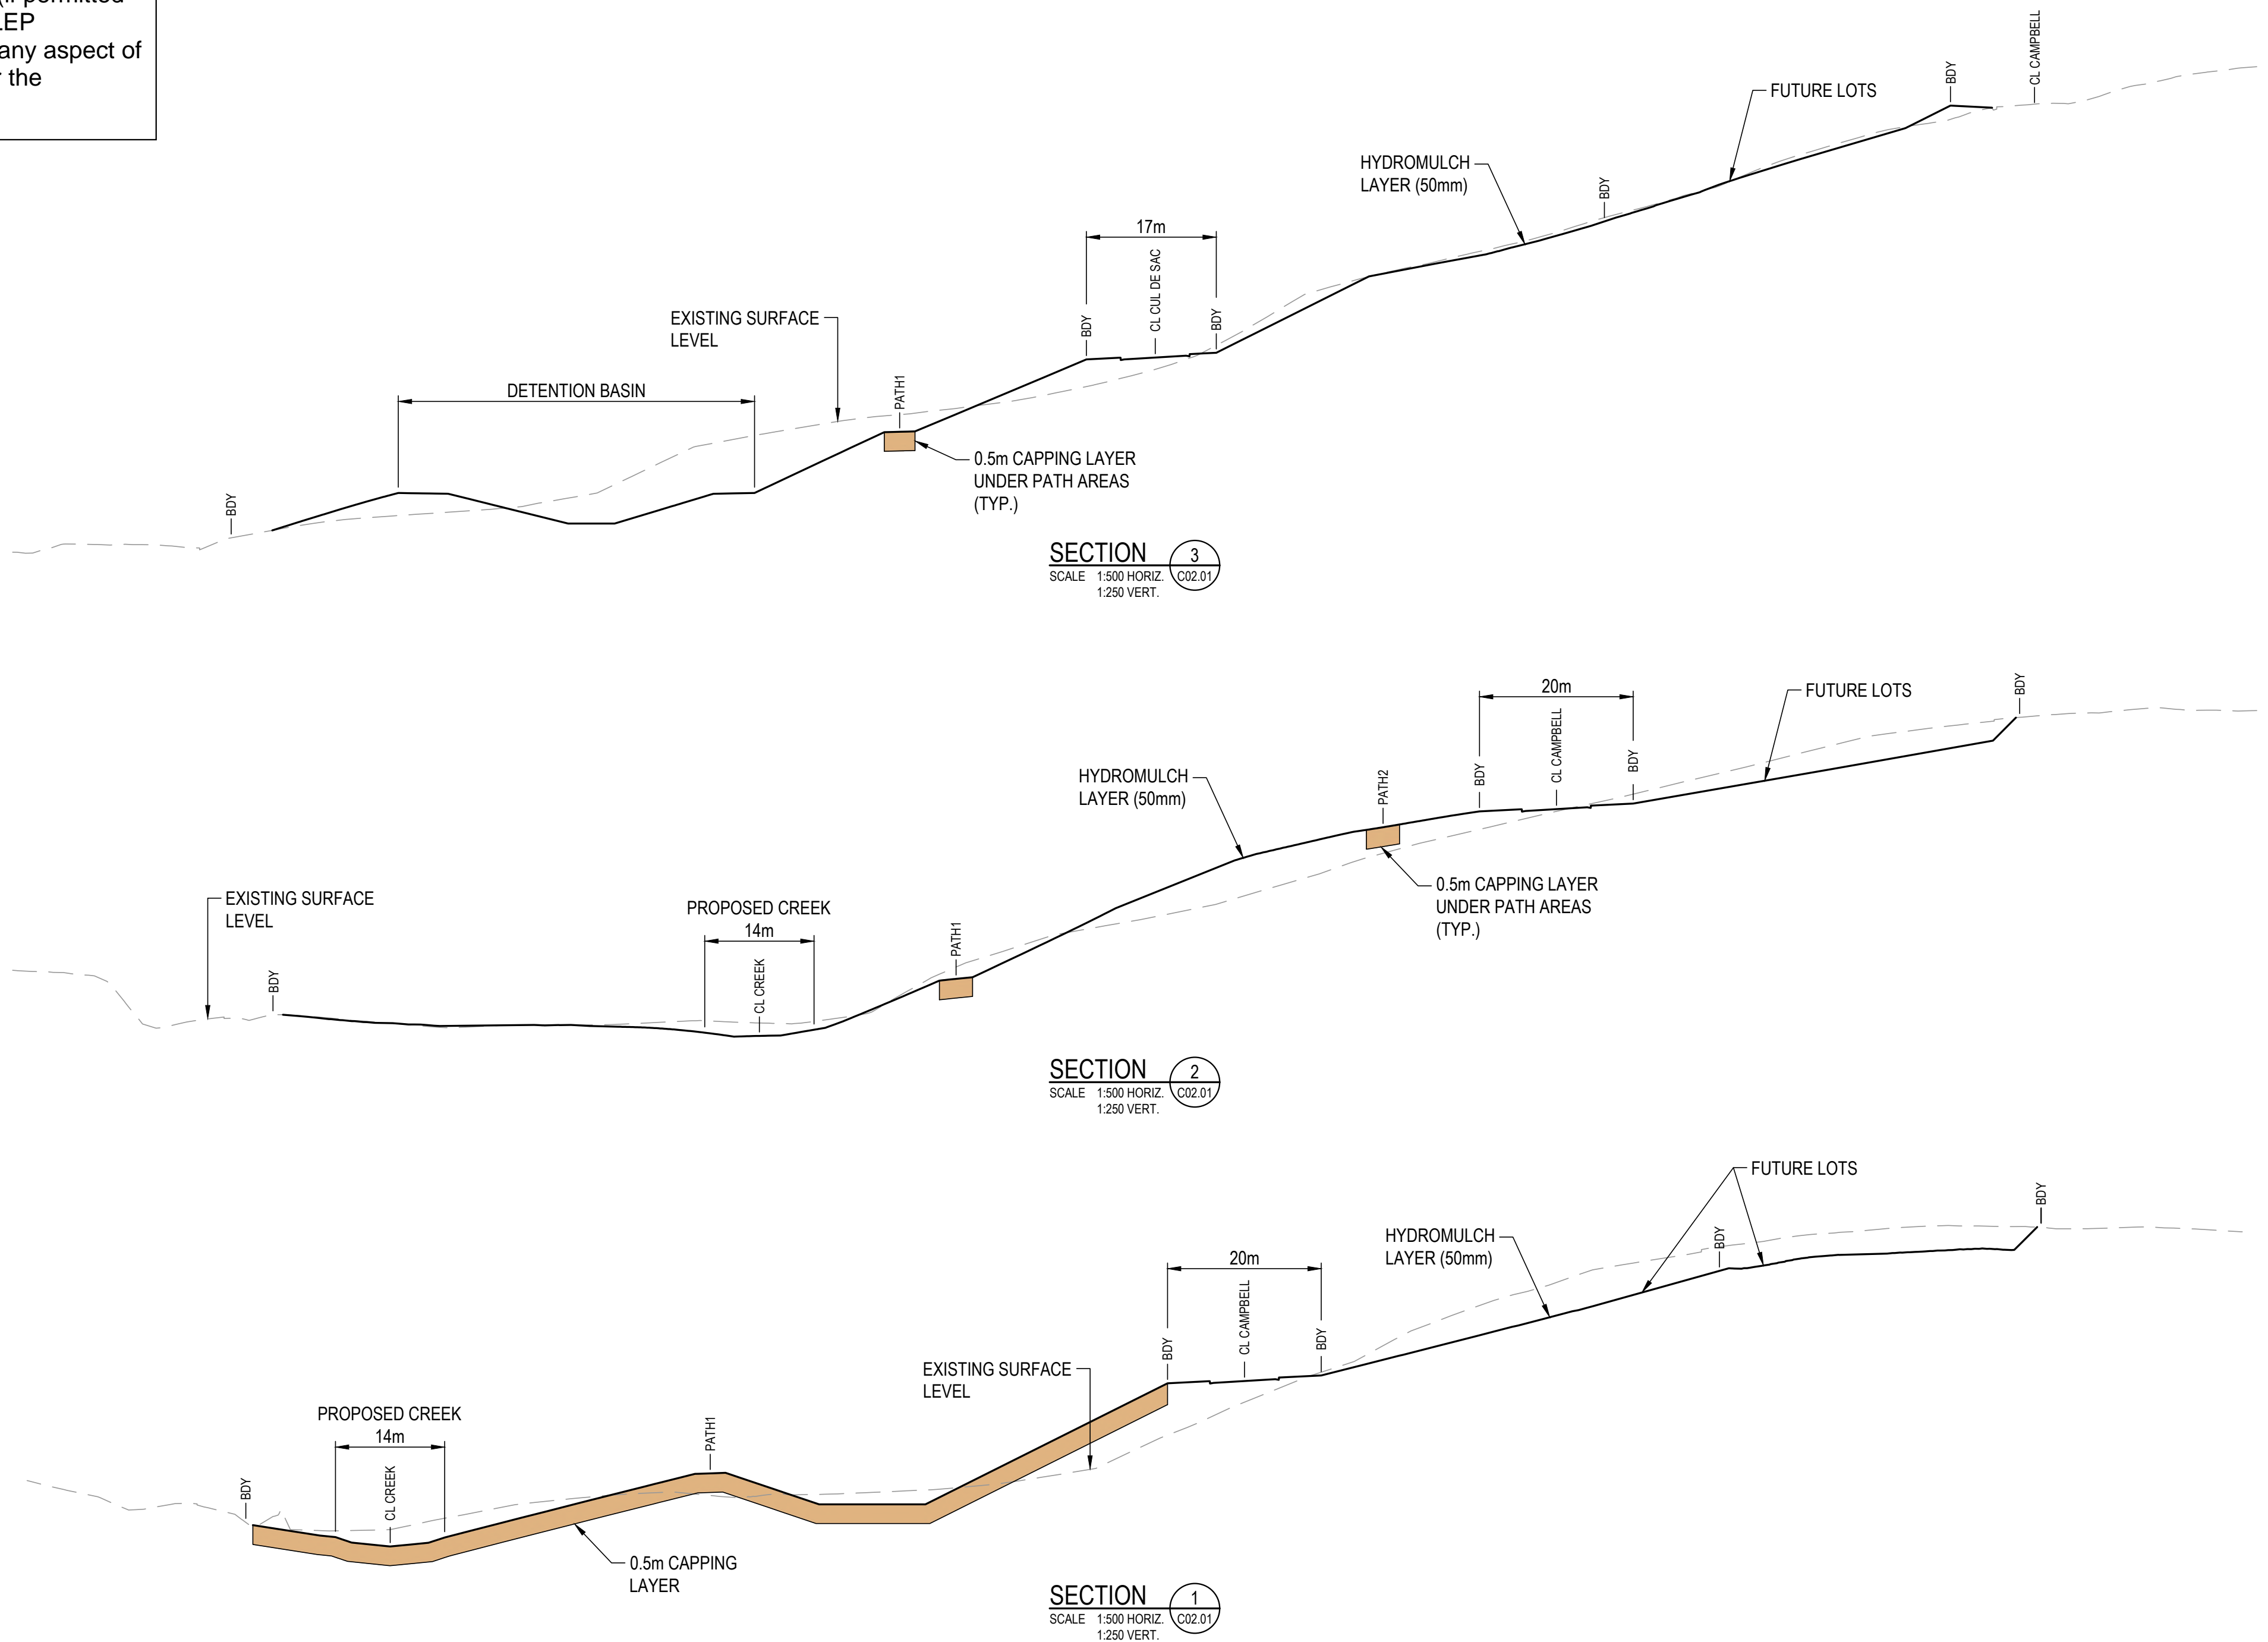 (if permitted
LEP
any aspect of
r the
CL CAMPBELL
BDY
FUTURE LOTS
HYDROMULCH
LAYER (50mm)
BDY
17m
CL CUL DE SAC
BDY
BDY
EXISTING SURFACE
LEVEL
PATH1
DETENTION BASIN
0.5m CAPPING LAYER
UNDER PATH AREAS
(TYP.)
BDY
SECTION 3
SCALE 1:500 HORIZ. C02.01
1:250 VERT.
BDY
20m
FUTURE LOTS
CL CAMPBELL
BDY
BDY
HYDROMULCH
LAYER (50mm)
PATH2
0.5m CAPPING LAYER
UNDER PATH AREAS
(TYP.)
EXISTING SURFACE
LEVEL
PROPOSED CREEK
14m
PATH1
CL CREEK
BDY
SECTION 2
SCALE 1:500 HORIZ. C02.01
1:250 VERT.
FUTURE LOTS
BDY
HYDROMULCH
LAYER (50mm)
BDY
20m
CL CAMPBELL
BDY
BDY
EXISTING SURFACE
LEVEL
PROPOSED CREEK
14m
PATH1
CL CREEK
BDY
0.5m CAPPING
LAYER
SECTION 1
SCALE 1:500 HORIZ. C02.01
1:250 VERT.